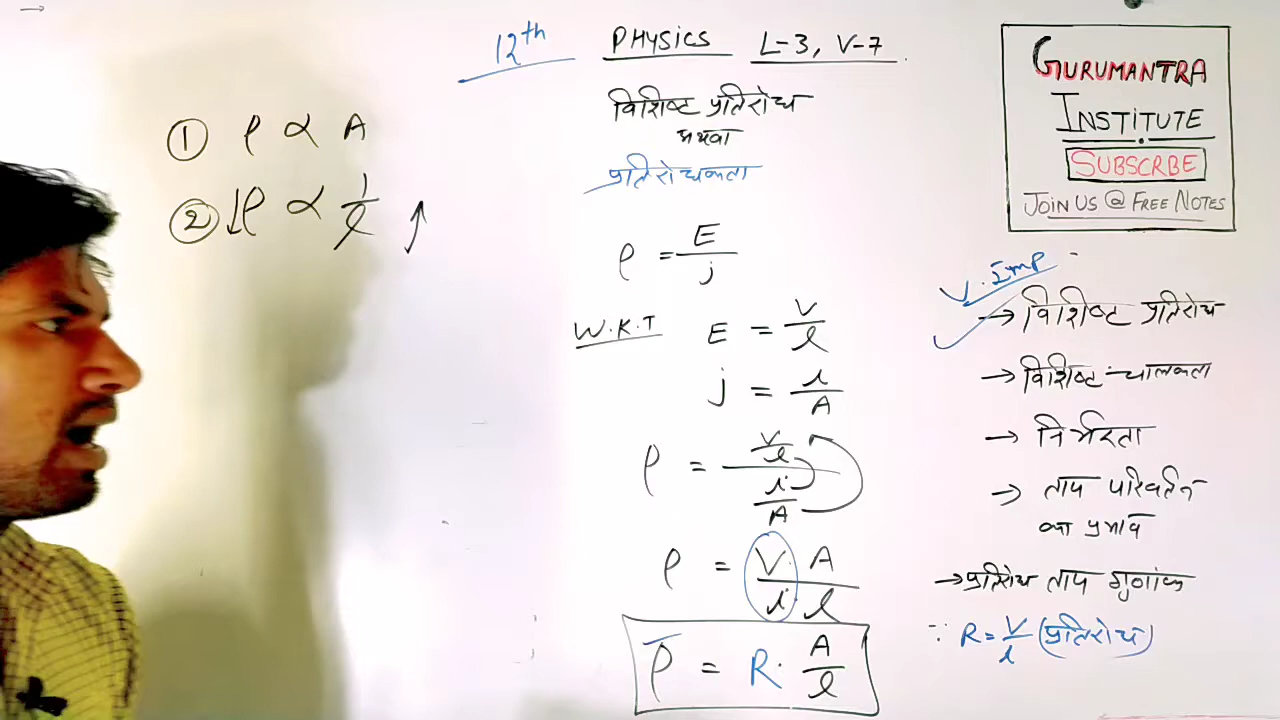 12th PHYSICS L-3, V-7
GURUMANTRA
INSTITUTE
SUBSCRBE
JOIN US @ FREE NOTES
विशिष्ट प्रतिरोध
अथवा
प्रतिरोधकता
① ρ ∝ A
② ↓ρ ∝ 1/l ↑
ρ = E/j
W.K.T E = V/l
j = i/A
ρ = (V/l)/(i/A)
ρ = V.A/i l
ρ = R. A/l
V. Imp
→ विशिष्ट प्रतिरोध
→ विशिष्ट चालकता
→ निर्भरता
→ ताप परिवर्तन
का प्रभाव
→ प्रतिरोध ताप गुणांक
∵ R = V/i (प्रतिरोध)